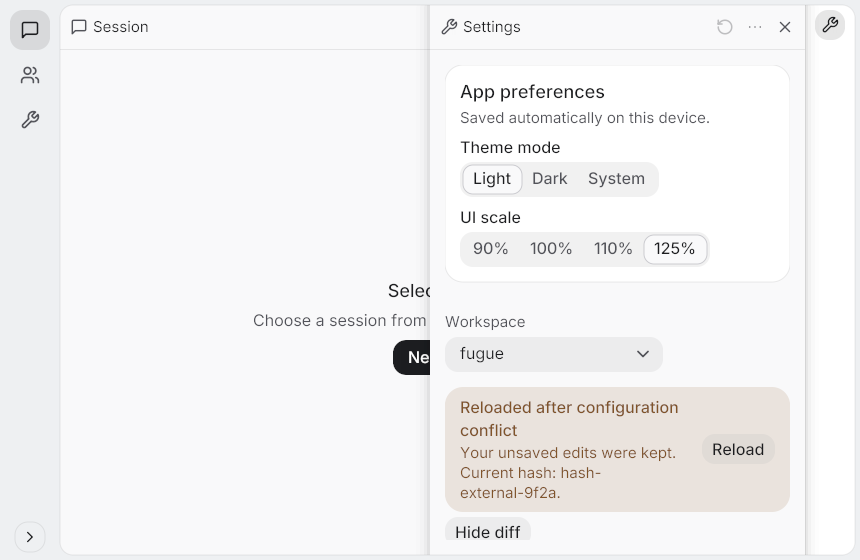 Session
Settings
App preferences
Saved automatically on this device.
Theme mode
Light Dark System
UI scale
90% 100% 110% 125%
Selec
Choose a session from
Ne
Workspace
fugue
Reloaded after configuration
conflict
Your unsaved edits were kept.
Current hash: hash-
external-9f2a.
Reload
Hide diff